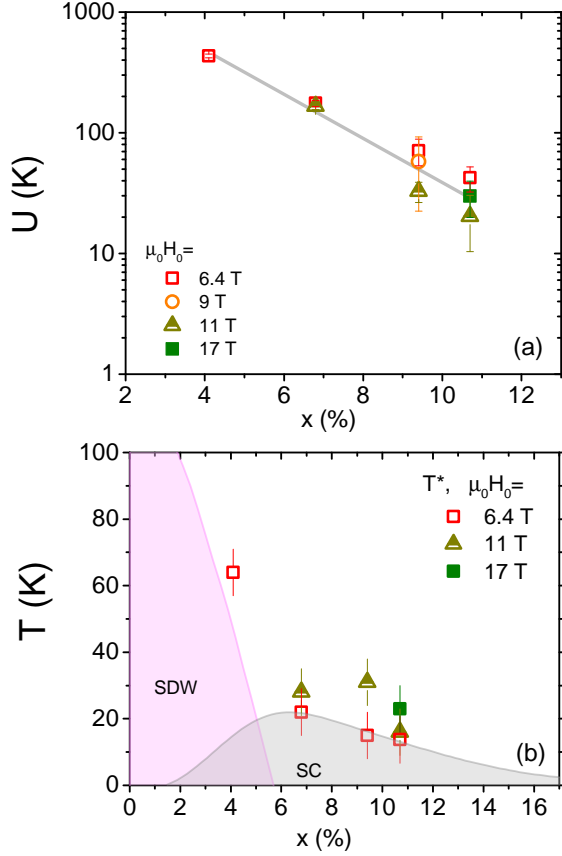 1000
100
10
1
U (K)
μ₀H₀=
6.4 T
9 T
11 T
17 T
(a)
2 4 6 8 10 12
x (%)
100
80
60
40
20
0
T (K)
T*, μ₀H₀=
6.4 T
11 T
17 T
SDW
SC
(b)
0 2 4 6 8 10 12 14 16
x (%)